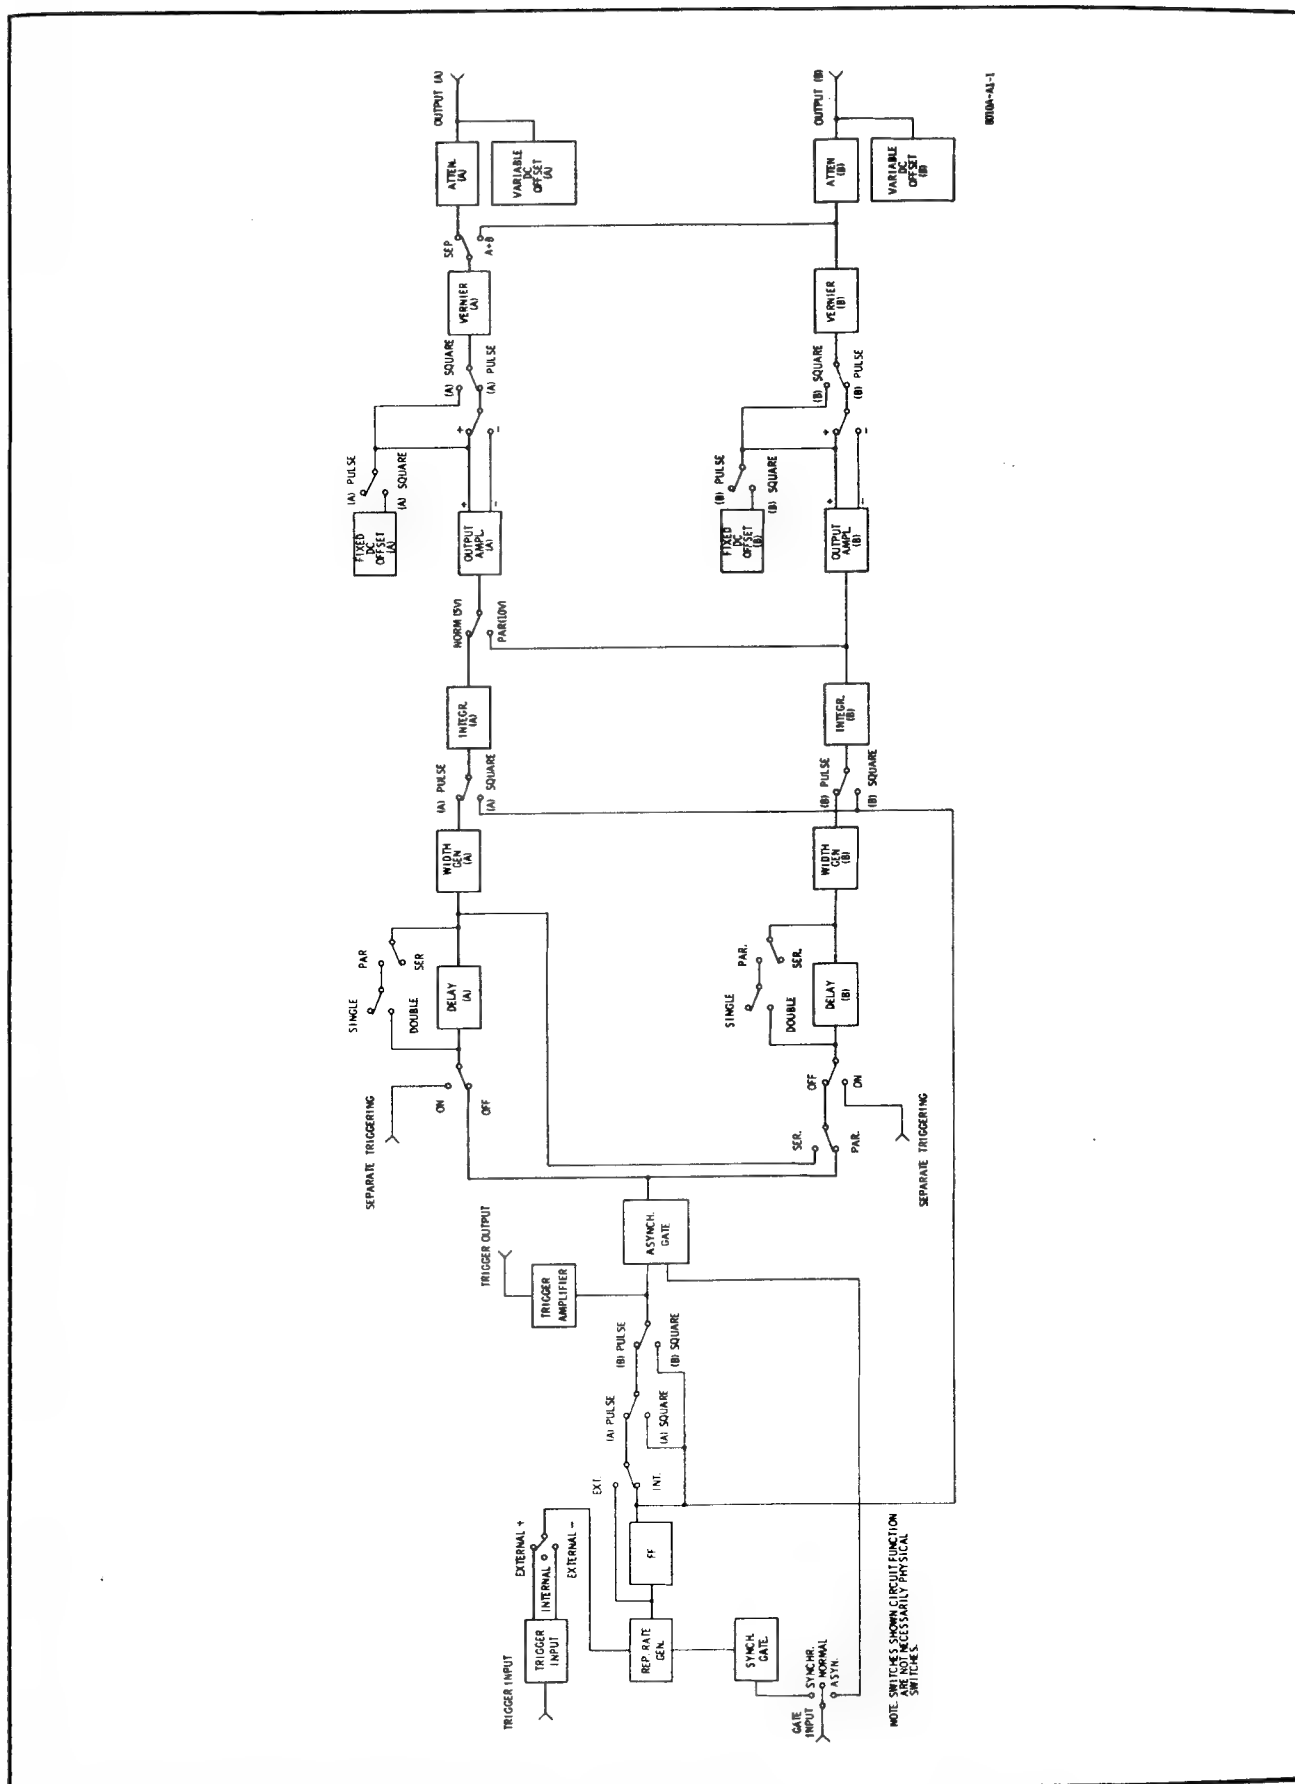 TRIGGER INPUT
TRIGGER
INPUT
EXTERNAL +
INTERNAL
EXTERNAL -
REP. RATE
GEN.
FF
SYNCH.
GATE.
GATE
INPUT
SYNCHR.
NORMAL
ASYN.
NOTE. SWITCHES SHOWN CIRCUIT FUNCTION
ARE NOT NECESSARILY PHYSICAL
SWITCHES.
EXT.
INT.
(A) PULSE
(A) SQUARE
(B) PULSE
(B) SQUARE
TRIGGER OUTPUT
TRIGGER
AMPLIFIER
ASYNCH.
GATE
SEPARATE TRIGGERING
ON
OFF
SINGLE
DOUBLE
PAR
SER
DELAY
(A)
WIDTH
GEN
(A)
(A) PULSE
(A) SQUARE
INTEGR.
(A)
NORM (5V)
PAR(10V)
OUTPUT
AMPL.
(A)
+
-
FIXED
DC
OFFSET
(A)
(A) PULSE
(A) SQUARE
+
-
(A) SQUARE
(A) PULSE
VERNIER
(A)
SEP
A+B
ATTEN.
(A)
VARIABLE
DC
OFFSET
(A)
OUTPUT (A)
SER.
PAR.
OFF
ON
SEPARATE TRIGGERING
SINGLE
DOUBLE
PAR.
SER.
DELAY
(B)
WIDTH
GEN
(B)
(B) PULSE
(B) SQUARE
INTEGR.
(B)
OUTPUT
AMPL.
(B)
+
-
FIXED
DC
OFFSET
(B)
(B) PULSE
(B) SQUARE
+
-
(B) SQUARE
(B) PULSE
VERNIER
(B)
ATTEN
(B)
VARIABLE
DC
OFFSET
(B)
OUTPUT (B)
8010A-A1-1